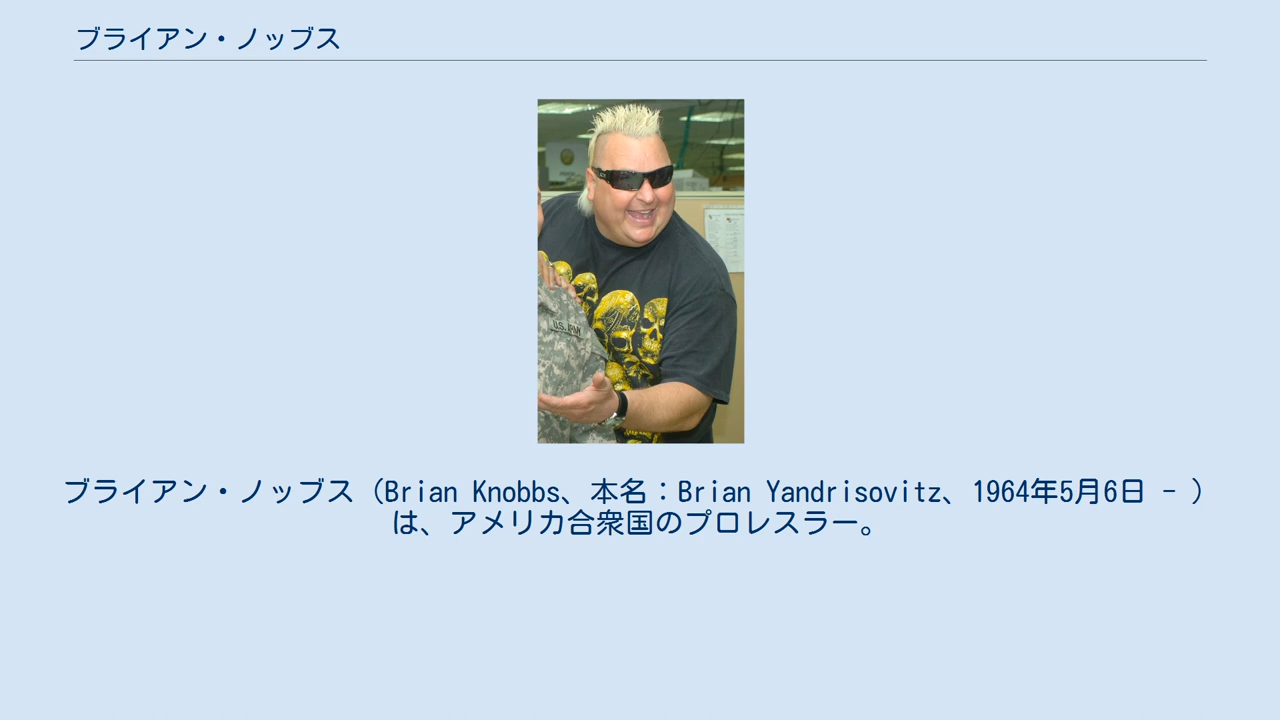 ブライアン・ノッブス
U.S. ARMY
ブライアン・ノッブス（Brian Knobbs、本名：Brian Yandrisovitz、1964年5月6日 - ）
は、アメリカ合衆国のプロレスラー。